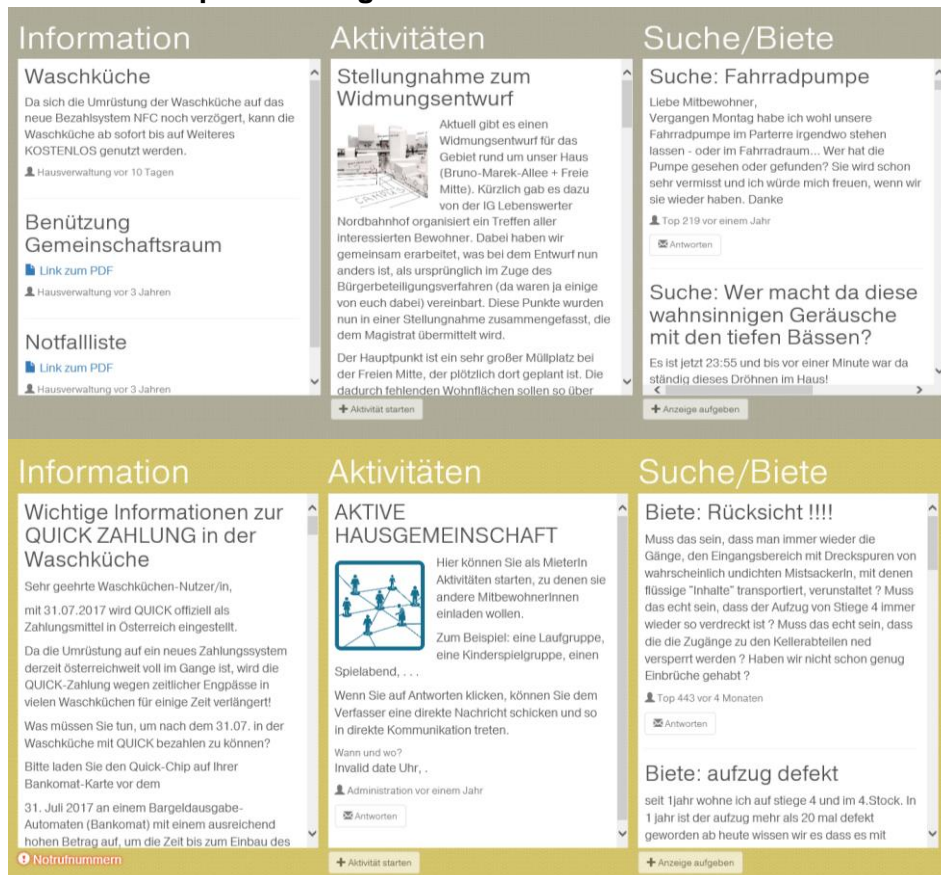 Information
Waschküche
Da sich die Umrüstung der Waschküche auf das
neue Bezahlsystem NFC noch verzögert, kann die
Waschküche ab sofort bis auf Weiteres
KOSTENLOS genutzt werden.
Hausverwaltung vor 10 Tagen
Benützung
Gemeinschaftsraum
Link zum PDF
Hausverwaltung vor 3 Jahren
Notfallliste
Link zum PDF
Hausverwaltung vor 3 Jahren
Aktivitäten
Stellungnahme zum
Widmungsentwurf
Aktuell gibt es einen
Widmungsentwurf für das
Gebiet rund um unser Haus
(Bruno-Marek-Allee + Freie
Mitte). Kürzlich gab es dazu
von der IG Lebenswerter
Nordbahnhof organisiert ein Treffen aller
interessierten Bewohner. Dabei haben wir
gemeinsam erarbeitet, was bei dem Entwurf nun
anders ist, als ursprünglich im Zuge des
Bürgerbeteiligungsverfahren (da waren ja einige
von euch dabei) vereinbart. Diese Punkte wurden
nun in einer Stellungnahme zusammengefasst, die
dem Magistrat übermittelt wird.
Der Hauptpunkt ist ein sehr großer Müllplatz bei
der Freien Mitte, der plötzlich dort geplant ist. Die
dadurch fehlenden Wohnflächen sollen so über
+ Aktivität starten
Suche/Biete
Suche: Fahrradpumpe
Liebe Mitbewohner,
Vergangen Montag habe ich wohl unsere
Fahrradpumpe im Parterre irgendwo stehen
lassen - oder im Fahrradraum... Wer hat die
Pumpe gesehen oder gefunden? Sie wird schon
sehr vermisst und ich würde mich freuen, wenn wir
sie wieder haben. Danke
Top 219 vor einem Jahr
Antworten
Suche: Wer macht da diese
wahnsinnigen Geräusche
mit den tiefen Bässen?
Es ist jetzt 23:55 und bis vor einer Minute war da
ständig dieses Dröhnen im Haus!
+ Anzeige aufgeben
Information
Wichtige Informationen zur
QUICK ZAHLUNG in der
Waschküche
Sehr geehrte Waschküchen-Nutzer/in,
mit 31.07.2017 wird QUICK offiziell als
Zahlungsmittel in Österreich eingestellt.
Da die Umrüstung auf ein neues Zahlungssystem
derzeit österreichweit voll im Gange ist, wird die
QUICK-Zahlung wegen zeitlicher Engpässe in
vielen Waschküchen für einige Zeit verlängert!
Was müssen Sie tun, um nach dem 31.07. in der
Waschküche mit QUICK bezahlen zu können?
Bitte laden Sie den Quick-Chip auf Ihrer
Bankomat-Karte vor dem
31. Juli 2017 an einem Bargeldausgabe-
Automaten (Bankomat) mit einem ausreichend
hohen Betrag auf, um die Zeit bis zum Einbau des
Notrufnummern
Aktivitäten
AKTIVE
HAUSGEMEINSCHAFT
Hier können Sie als MieterIn
Aktivitäten starten, zu denen sie
andere MitbewohnerInnen
einladen wollen.
Zum Beispiel: eine Laufgruppe,
eine Kinderspielgruppe, einen
Spielabend, . . .
Wenn Sie auf Antworten klicken, können Sie dem
Verfasser eine direkte Nachricht schicken und so
in direkte Kommunikation treten.
Wann und wo?
Invalid date Uhr, .
Administration vor einem Jahr
Antworten
+ Aktivität starten
Suche/Biete
Biete: Rücksicht !!!!
Muss das sein, dass man immer wieder die
Gänge, den Eingangsbereich mit Dreckspuren von
wahrscheinlich undichten Mistsackerln, mit denen
flüssige "Inhalte" transportiert, verunstaltet ? Muss
das echt sein, dass der Aufzug von Stiege 4 immer
wieder so verdreckt ist ? Muss das echt sein, dass
die die Zugänge zu den Kellerabteilen ned
versperrt werden ? Haben wir nicht schon genug
Einbrüche gehabt ?
Top 443 vor 4 Monaten
Antworten
Biete: aufzug defekt
seit 1jahr wohne ich auf stiege 4 und im 4.Stock. In
1 jahr ist der aufzug mehr als 20 mal defekt
geworden ab heute wissen wir es dass es mit
+ Anzeige aufgeben